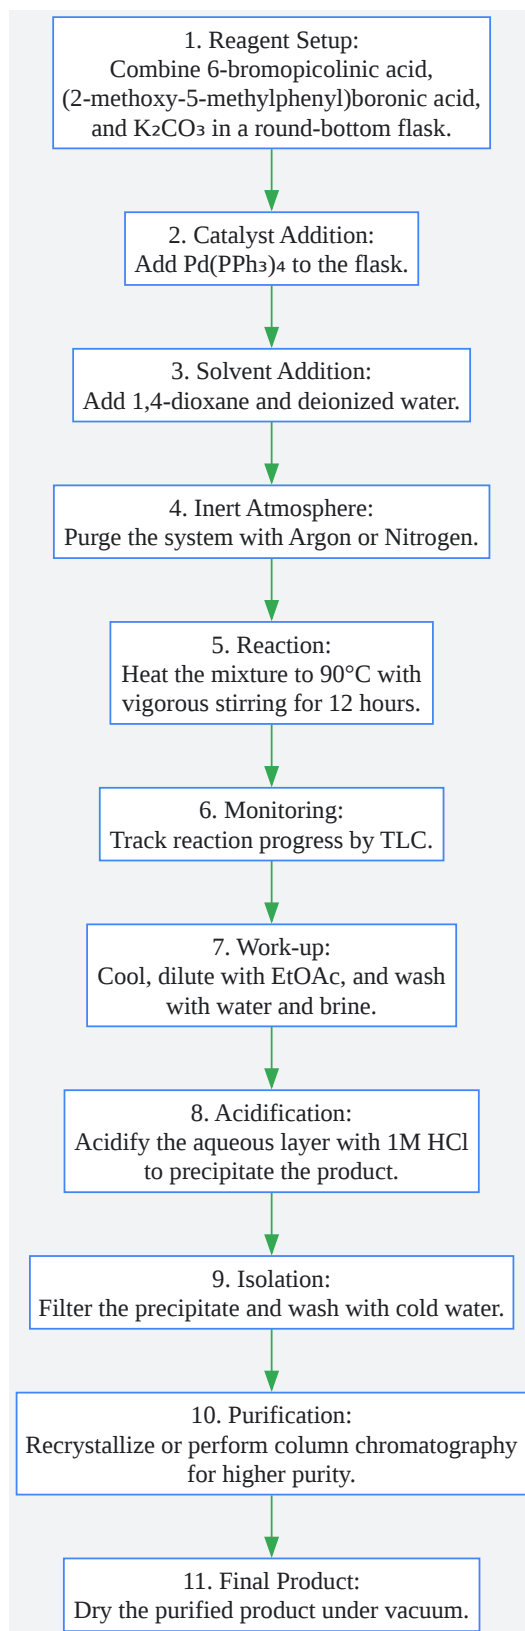 1. Reagent Setup:
Combine 6-bromopicolinic acid,
(2-methoxy-5-methylphenyl)boronic acid,
and K₂CO₃ in a round-bottom flask.
2. Catalyst Addition:
Add Pd(PPh₃)₄ to the flask.
3. Solvent Addition:
Add 1,4-dioxane and deionized water.
4. Inert Atmosphere:
Purge the system with Argon or Nitrogen.
5. Reaction:
Heat the mixture to 90°C with
vigorous stirring for 12 hours.
6. Monitoring:
Track reaction progress by TLC.
7. Work-up:
Cool, dilute with EtOAc, and wash
with water and brine.
8. Acidification:
Acidify the aqueous layer with 1M HCl
to precipitate the product.
9. Isolation:
Filter the precipitate and wash with cold water.
10. Purification:
Recrystallize or perform column chromatography
for higher purity.
11. Final Product:
Dry the purified product under vacuum.